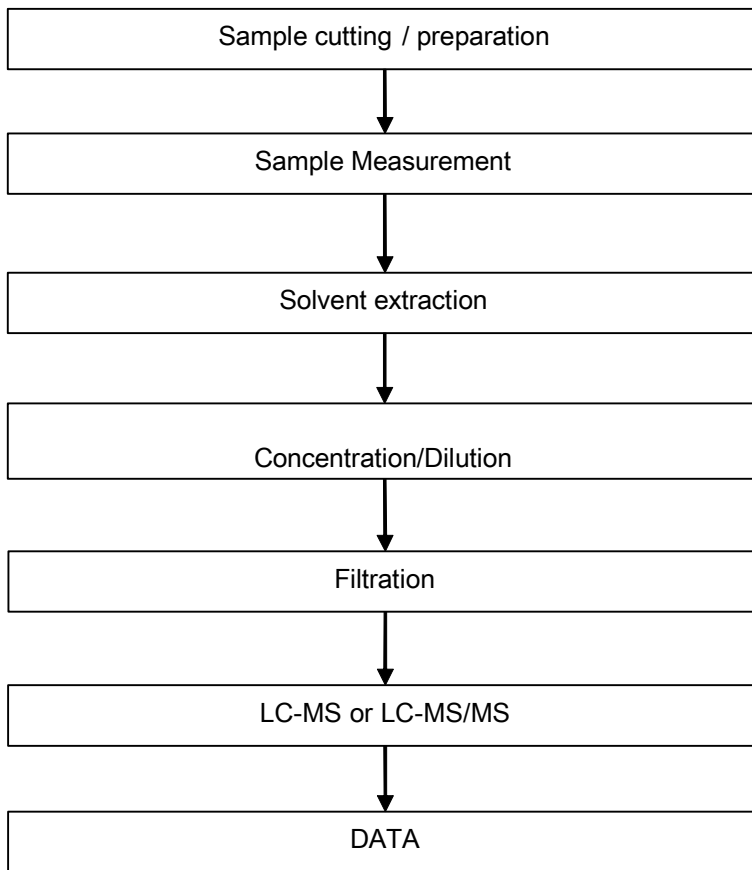 Sample cutting / preparation
Sample Measurement
Solvent extraction
Concentration/Dilution
Filtration
LC-MS or LC-MS/MS
DATA